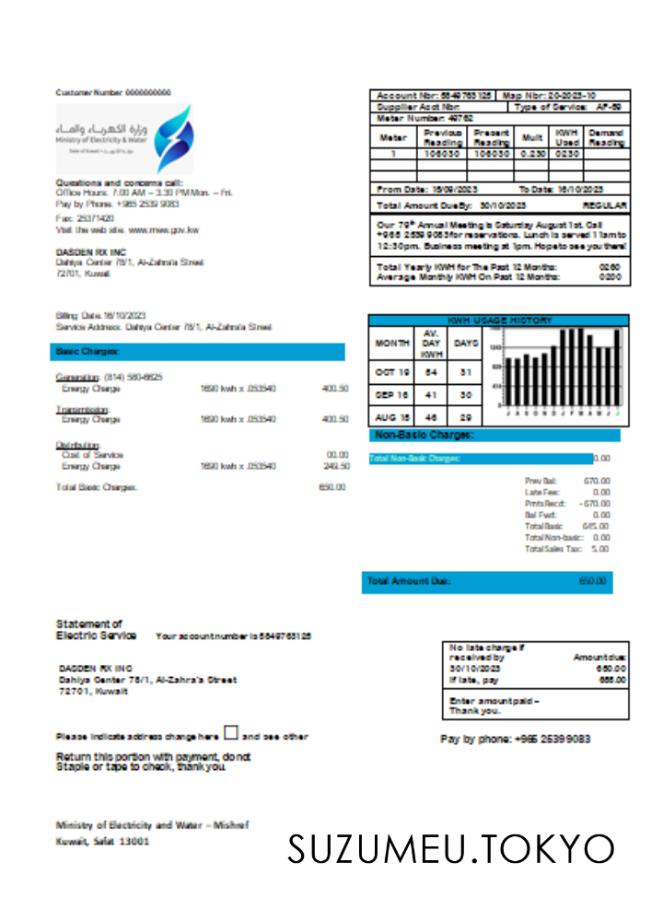 Customer Number 0000000000
وزارة الكهرباء والماء
Ministry of Electricity & Water
Questions and concerns call:
Office Hours. 7.00 AM – 3.30 PM Mon. – Fri.
Pay by Phone. +965 2539 9083
Fax: 25371420
Visit the web site. www.mew.gov.kw
DASDEN RX INC
Dahiya Center 78/1, Al-Zahra'a Street
72701, Kuwait
Account Nbr: 5849763125 Map Nbr: 20-2023-10
Supplier Acct Nbr: Type of Service: AF-59
Meter Number: 49762
Meter Previous Reading Present Reading Mult KWH Used Demand Reading
1 106030 106030 0.230 0230
From Date: 15/09/2023 To Date: 16/10/2023
Total Amount Due By: 30/10/2023 REGULAR
Our 79th Annual Meeting is Saturday August 1st. Call
+965 2539 9083 for reservations. Lunch is served 11am to
12:30pm. Business meeting at 1pm. Hope to see you there!
Total Yearly KWH for The Past 12 Months: 0260
Average Monthly KWH On Past 12 Months: 0200
Billing Date. 16/10/2023
Service Address. Dahiya Center 78/1, Al-Zahra'a Street
Basic Charges:
Generation: (814) 580-6625
Energy Charge 1690 kwh x .053540 400.50
Transmission:
Energy Charge 1690 kwh x .053540 400.50
Distribution:
Cost of Service 00.00
Energy Charge 1690 kwh x .053540 249.50
Total Basic Charges. 650.00
KWH USAGE HISTORY
MONTH AV. DAY KWH DAYS
OCT 19 54 31
SEP 16 41 30
AUG 15 46 29
J A S O N D J F M A M J J
Non-Basic Charges:
Total Non-Basic Charges: 0.00
Prev Bal: 670.00
Late Fee: 0.00
Pmts Recd: -670.00
Bal Fwd: 0.00
Total Basic 645.00
Total Non-basic: 0.00
Total Sales Tax: 5.00
Total Amount Due: 650.00
Statement of
Electric Service Your account number is 5849763125
DASDEN RX INC
Dahiya Center 78/1, Al-Zahra'a Street
72701, Kuwait
No late charge if
received by Amount due:
30/10/2023 650.00
If late, pay 655.00
Enter amount paid –
Thank you.
Please indicate address change here and see other
Pay by phone: +965 25399083
Return this portion with payment, do not
Staple or tape to check, thank you.
Ministry of Electricity and Water – Mishref
Kuwait, Safat 13001
SUZUMEU.TOKYO